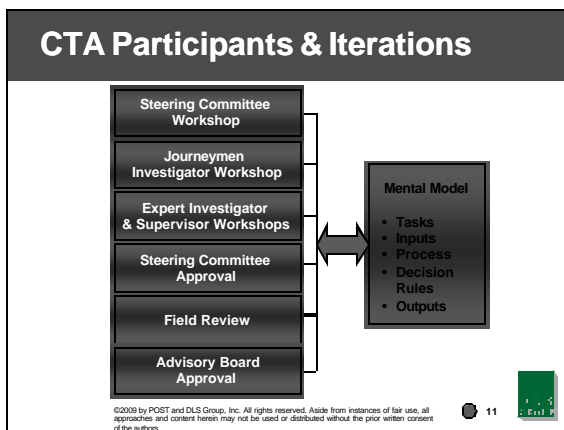 CTA Participants & Iterations
Steering Committee
Workshop
Journeymen
Investigator Workshop
Expert Investigator
& Supervisor Workshops
Steering Committee
Approval
Field Review
Advisory Board
Approval
Mental Model
• Tasks
• Inputs
• Process
• Decision
Rules
• Outputs
©2009 by POST and DLS Group, Inc. All rights reserved. Aside from instances of fair use, all
approaches and content herein may not be used or distributed without the prior written consent
of the authors
11